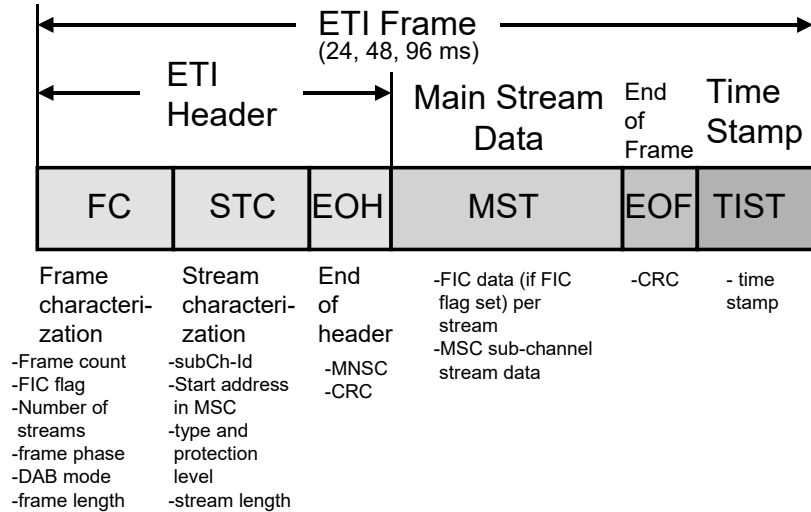 ETI Frame
(24, 48, 96 ms)
ETI
Header
Main Stream
Data
End
of
Frame
Time
Stamp
FC
STC
EOH
MST
EOF
TIST
Frame
characteri-
zation
-Frame count
-FIC flag
-Number of
streams
-frame phase
-DAB mode
-frame length
Stream
characteri-
zation
-subCh-Id
-Start address
in MSC
-type and
protection
level
-stream length
End
of
header
-MNSC
-CRC
-FIC data (if FIC
flag set) per
stream
-MSC sub-channel
stream data
-CRC
- time
stamp